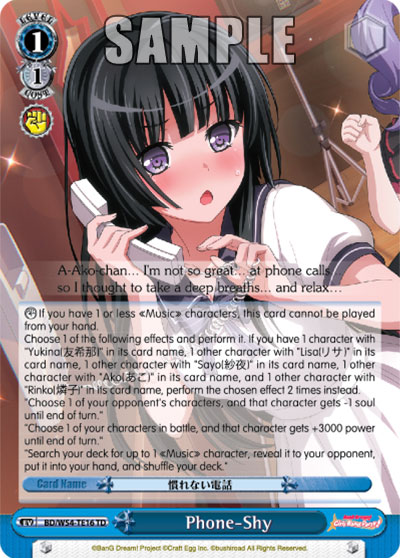 LEVEL
1
SAMPLE
1
COST
A-Ako-chan... I'm not so great... at phone calls...
so I thought to take a deep breaths... and relax...
If you have 1 or less «Music» characters, this card cannot be played
from your hand.
Choose 1 of the following effects and perform it. If you have 1 character with
"Yukina(友希那)" in its card name, 1 other character with "Lisa(リサ)" in its
card name, 1 other character with "Sayo(紗夜)" in its card name, 1 other
character with "Ako(あこ)" in its card name, and 1 other character with
"Rinko(燐子)" in its card name, perform the chosen effect 2 times instead.
"Choose 1 of your opponent's characters, and that character gets -1 soul
until end of turn."
"Choose 1 of your characters in battle, and that character gets +3000 power
until end of turn."
"Search your deck for up to 1 «Music» character, reveal it to your opponent,
put it into your hand, and shuffle your deck."
Card Name 慣れない電話
EV BD/W54-TE16 TD Phone-Shy
©BanG Dream! Project ©Craft Egg Inc. ©bushiroad All Rights Reserved.